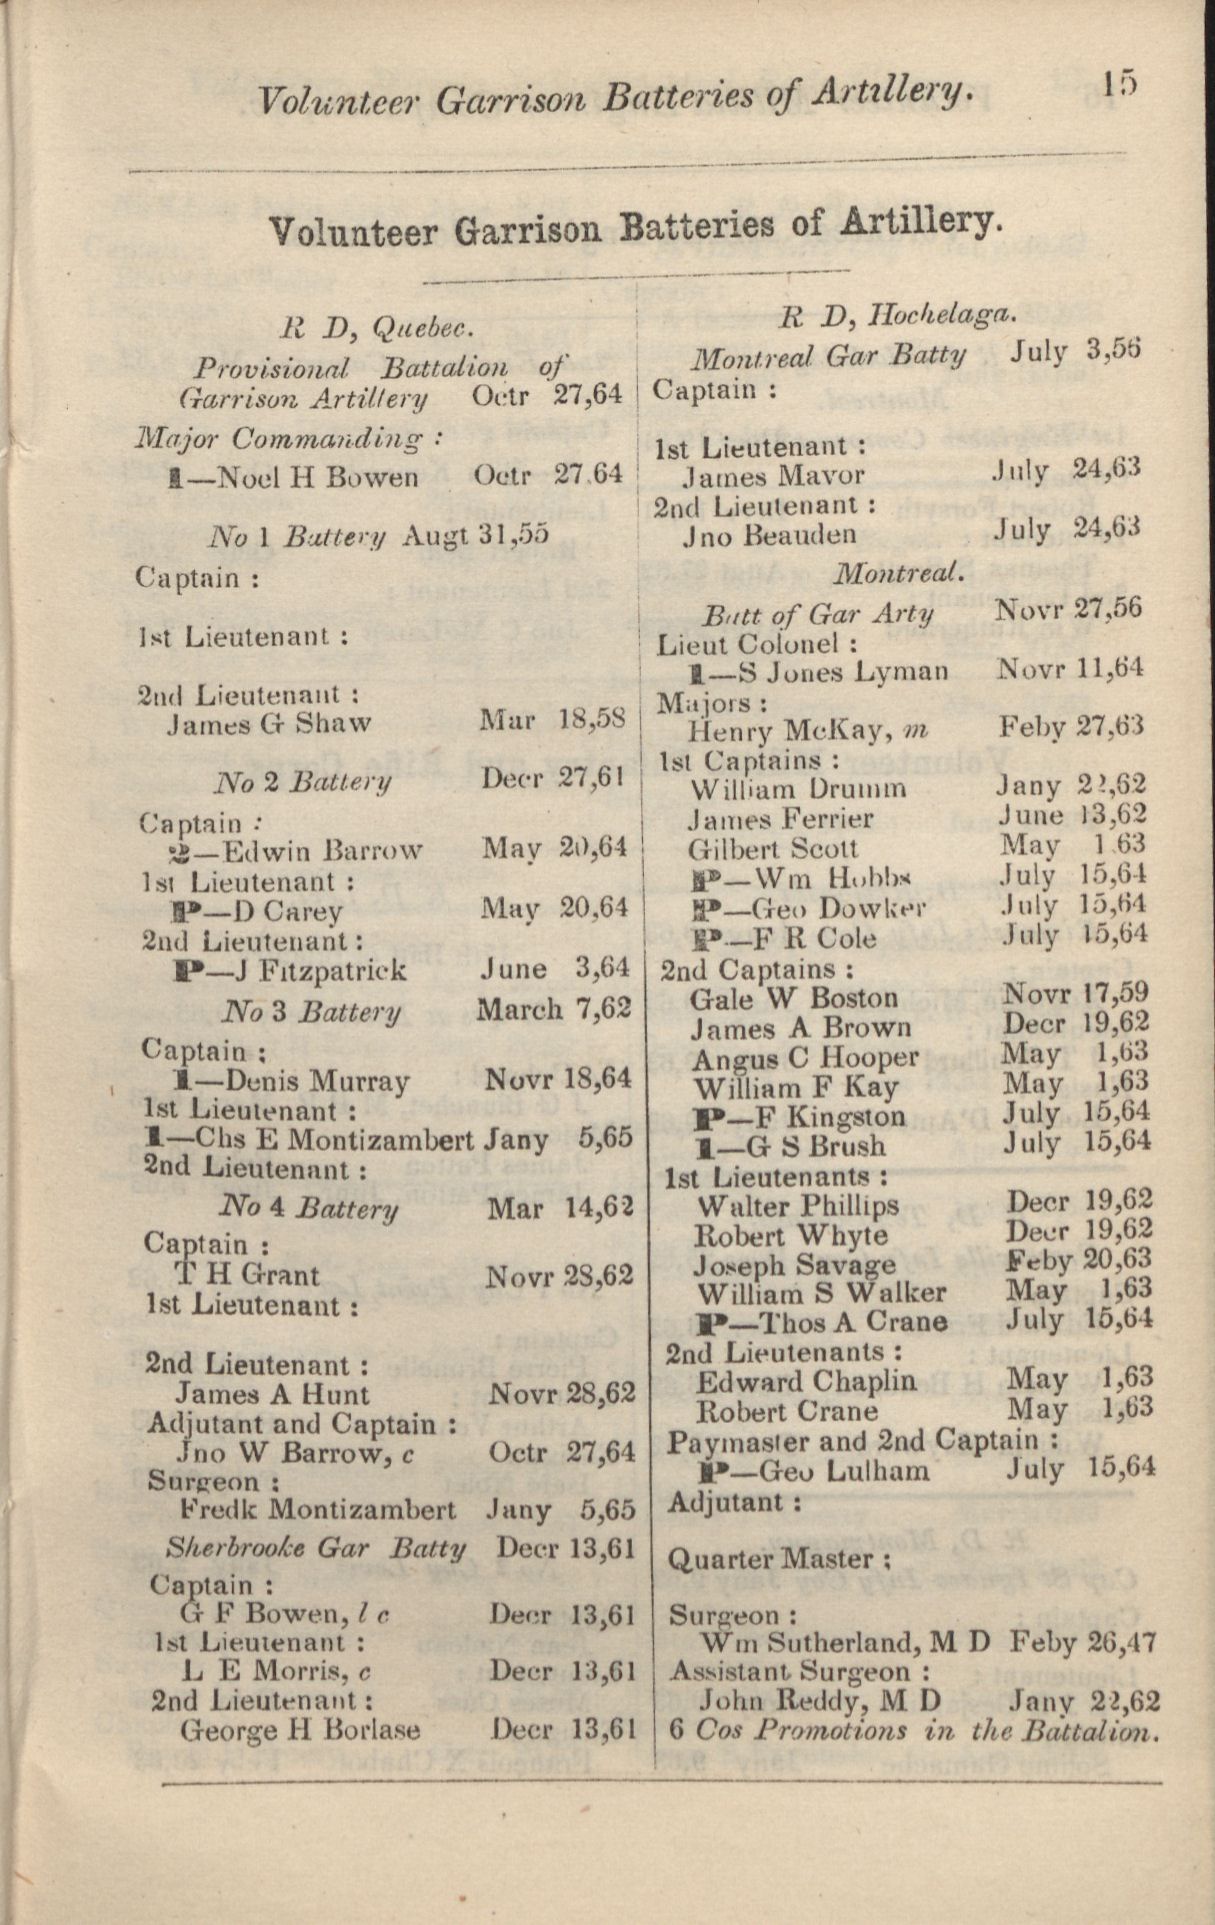 Volunteer Garrison Batteries of Artillery. 15
Volunteer Garrison Batteries of Artillery.
R D, Quebec.
Provisional Battalion of
Garrison Artillery Octr 27,64
Major Commanding :
1—Noel H Bowen Octr 27,64
No 1 Battery Augt 31,55
Captain :
1st Lieutenant :
2nd Lieutenant :
James G Shaw Mar 18,58
No 2 Battery Decr 27,61
Captain :
2—Edwin Barrow May 20,64
1st Lieutenant :
P—D Carey May 20,64
2nd Lieutenant :
P—J Fitzpatrick June 3,64
No 3 Battery March 7,62
Captain :
1—Denis Murray Novr 18,64
1st Lieutenant :
1—Chs E Montizambert Jany 5,65
2nd Lieutenant :
No 4 Battery Mar 14,62
Captain :
T H Grant Novr 28,62
1st Lieutenant :
2nd Lieutenant :
James A Hunt Novr 28,62
Adjutant and Captain :
Jno W Barrow, c Octr 27,64
Surgeon :
Fredk Montizambert Jany 5,65
Sherbrooke Gar Batty Decr 13,61
Captain :
G F Bowen, l c Decr 13,61
1st Lieutenant :
L E Morris, c Decr 13,61
2nd Lieutenant :
George H Borlase Decr 13,61
R D, Hochelaga.
Montreal Gar Batty July 3,56
Captain :
1st Lieutenant :
James Mavor July 24,63
2nd Lieutenant :
Jno Beauden July 24,63
Montreal.
Batt of Gar Arty Novr 27,56
Lieut Colonel :
1—S Jones Lyman Novr 11,64
Majors :
Henry McKay, m Feby 27,63
1st Captains :
William Drumm Jany 22,62
James Ferrier June 13,62
Gilbert Scott May 1.63
P—Wm Hobbs July 15,64
P—Geo Dowker July 15,64
P—F R Cole July 15,64
2nd Captains :
Gale W Boston Novr 17,59
James A Brown Decr 19,62
Angus C Hooper May 1,63
William F Kay May 1,63
P—F Kingston July 15,64
1—G S Brush July 15,64
1st Lieutenants :
Walter Phillips Decr 19,62
Robert Whyte Decr 19,62
Joseph Savage Feby 20,63
William S Walker May 1,63
P—Thos A Crane July 15,64
2nd Lieutenants :
Edward Chaplin May 1,63
Robert Crane May 1,63
Paymaster and 2nd Captain :
P—Geo Lulham July 15,64
Adjutant :
Quarter Master ;
Surgeon :
Wm Sutherland, M D Feby 26,47
Assistant Surgeon :
John Reddy, M D Jany 22,62
6 Cos Promotions in the Battalion.